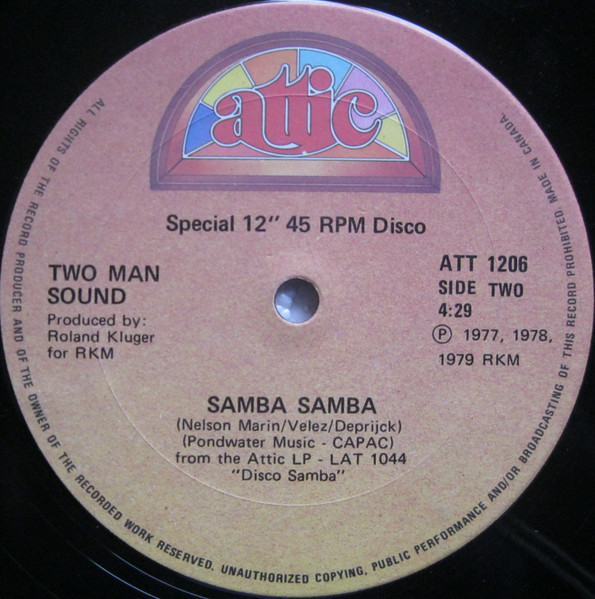 attic
Special 12" 45 RPM Disco
TWO MAN
SOUND
Produced by:
Roland Kluger
for RKM
ATT 1206
SIDE TWO
4:29
Ⓟ 1977, 1978,
1979 RKM
SAMBA SAMBA
(Nelson Marin/Velez/Deprijck)
(Pondwater Music - CAPAC)
from the Attic LP - LAT 1044
"Disco Samba"
ALL RIGHTS OF THE RECORD PRODUCER AND OF THE OWNER OF THE RECORDED WORK RESERVED. UNAUTHORIZED COPYING, PUBLIC PERFORMANCE AND/OR BROADCASTING OF THIS RECORD PROHIBITED. MADE IN CANADA.